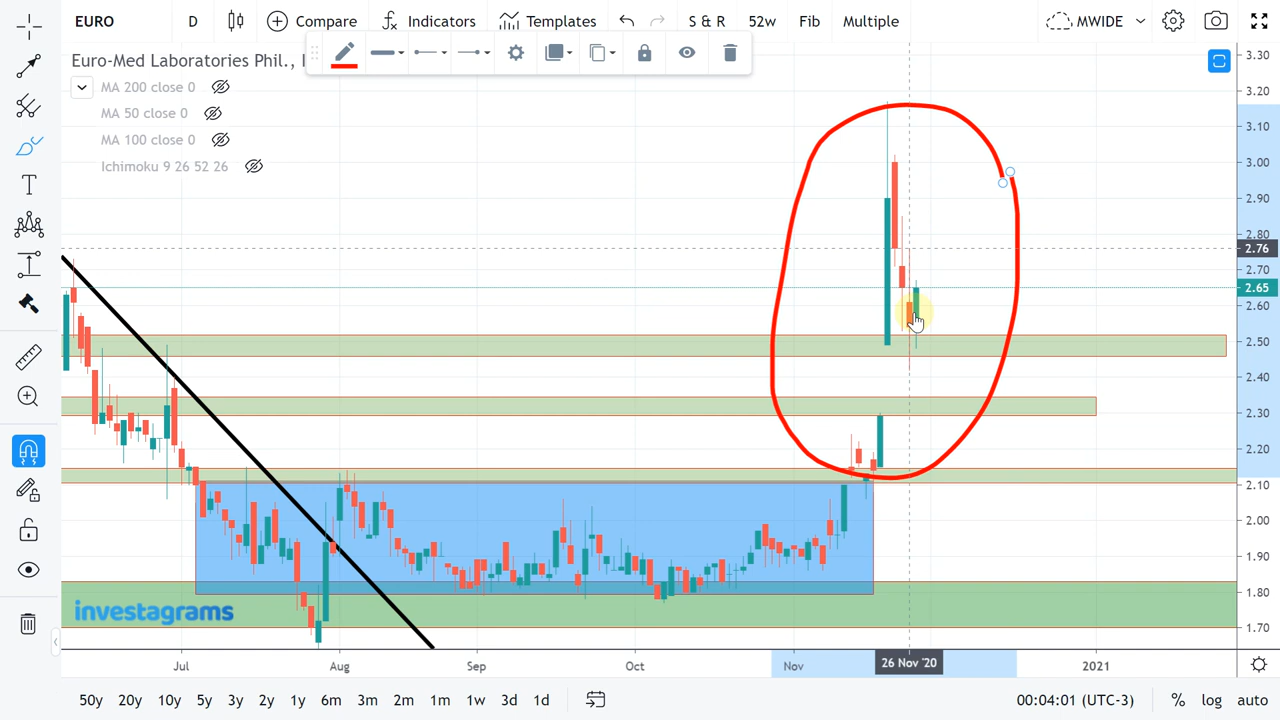 EURO D Compare Indicators Templates S & R 52w Fib Multiple MWIDE
Euro-Med Laboratories Phil.,
MA 200 close 0
MA 50 close 0
MA 100 close 0
Ichimoku 9 26 52 26
3.30
3.20
3.10
3.00
2.90
2.80
2.76
2.70
2.65
2.60
2.50
2.40
2.30
2.20
2.10
2.00
1.90
1.80
1.70
investagrams
Jul Aug Sep Oct Nov 26 Nov '20 2021
50y 20y 10y 5y 3y 2y 1y 6m 3m 2m 1m 1w 3d 1d 00:04:01 (UTC-3) % log auto